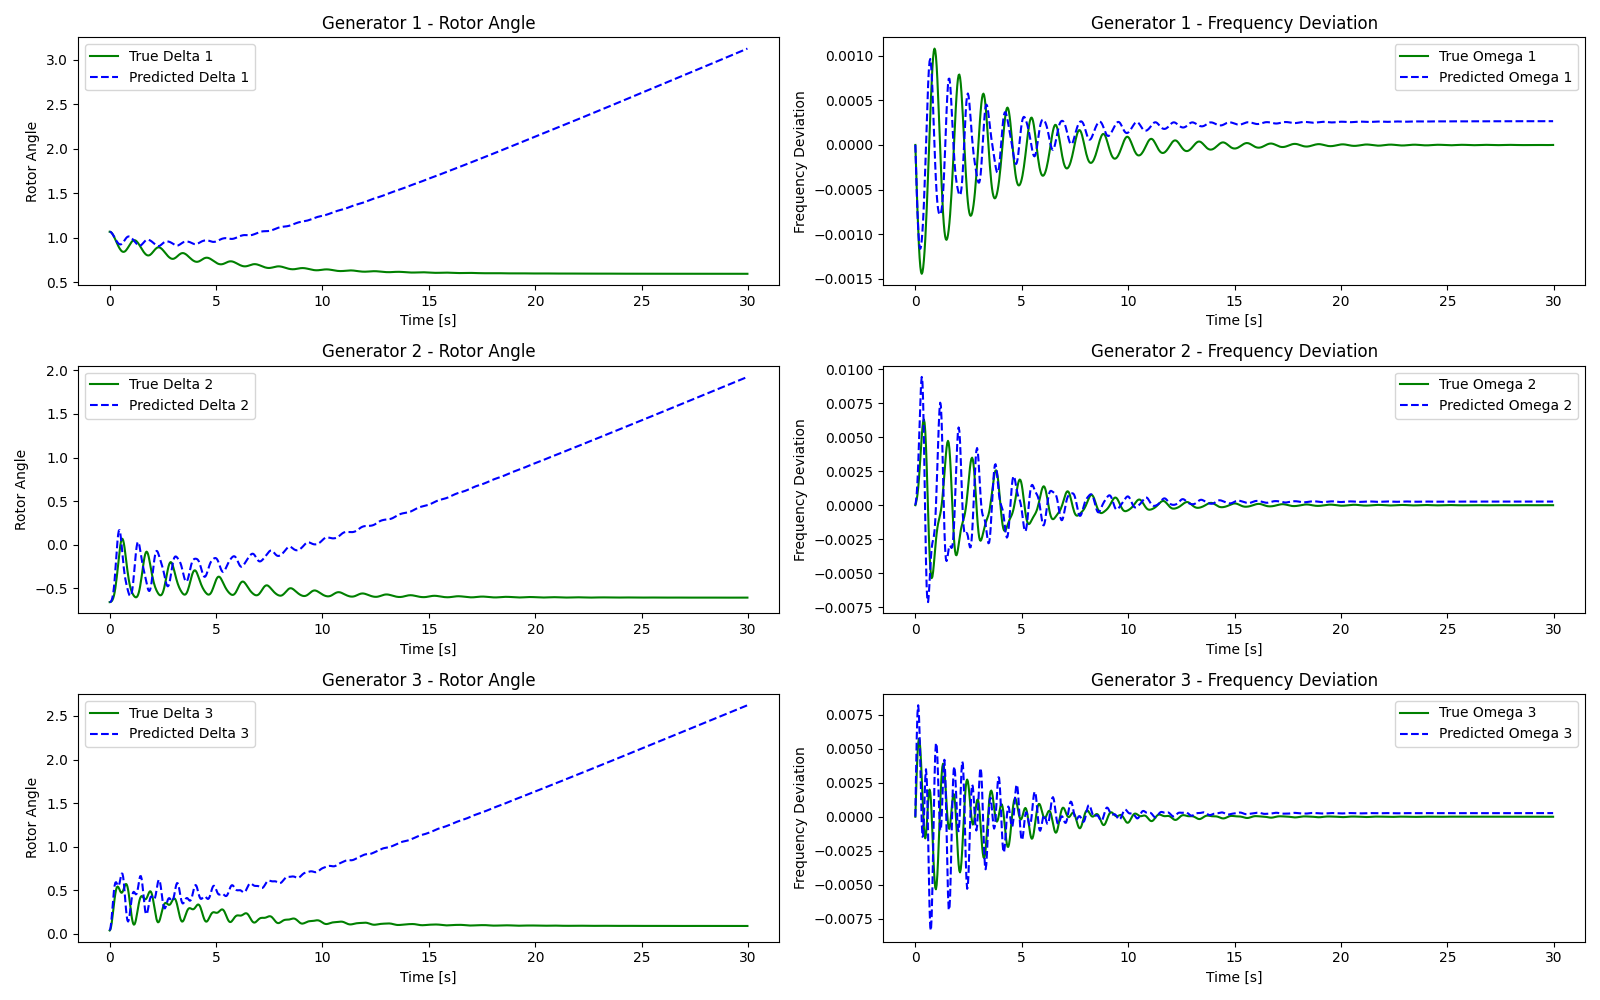 Generator 1 - Rotor Angle
True Delta 1
Predicted Delta 1
Rotor Angle
3.0
2.5
2.0
1.5
1.0
0.5
0 5 10 15 20 25 30
Time [s]
Generator 1 - Frequency Deviation
True Omega 1
Predicted Omega 1
Frequency Deviation
0.0010
0.0005
0.0000
−0.0005
−0.0010
−0.0015
0 5 10 15 20 25 30
Time [s]
Generator 2 - Rotor Angle
True Delta 2
Predicted Delta 2
Rotor Angle
2.0
1.5
1.0
0.5
0.0
−0.5
0 5 10 15 20 25 30
Time [s]
Generator 2 - Frequency Deviation
True Omega 2
Predicted Omega 2
Frequency Deviation
0.0100
0.0075
0.0050
0.0025
0.0000
−0.0025
−0.0050
−0.0075
0 5 10 15 20 25 30
Time [s]
Generator 3 - Rotor Angle
True Delta 3
Predicted Delta 3
Rotor Angle
2.5
2.0
1.5
1.0
0.5
0.0
0 5 10 15 20 25 30
Time [s]
Generator 3 - Frequency Deviation
True Omega 3
Predicted Omega 3
Frequency Deviation
0.0075
0.0050
0.0025
0.0000
−0.0025
−0.0050
−0.0075
0 5 10 15 20 25 30
Time [s]